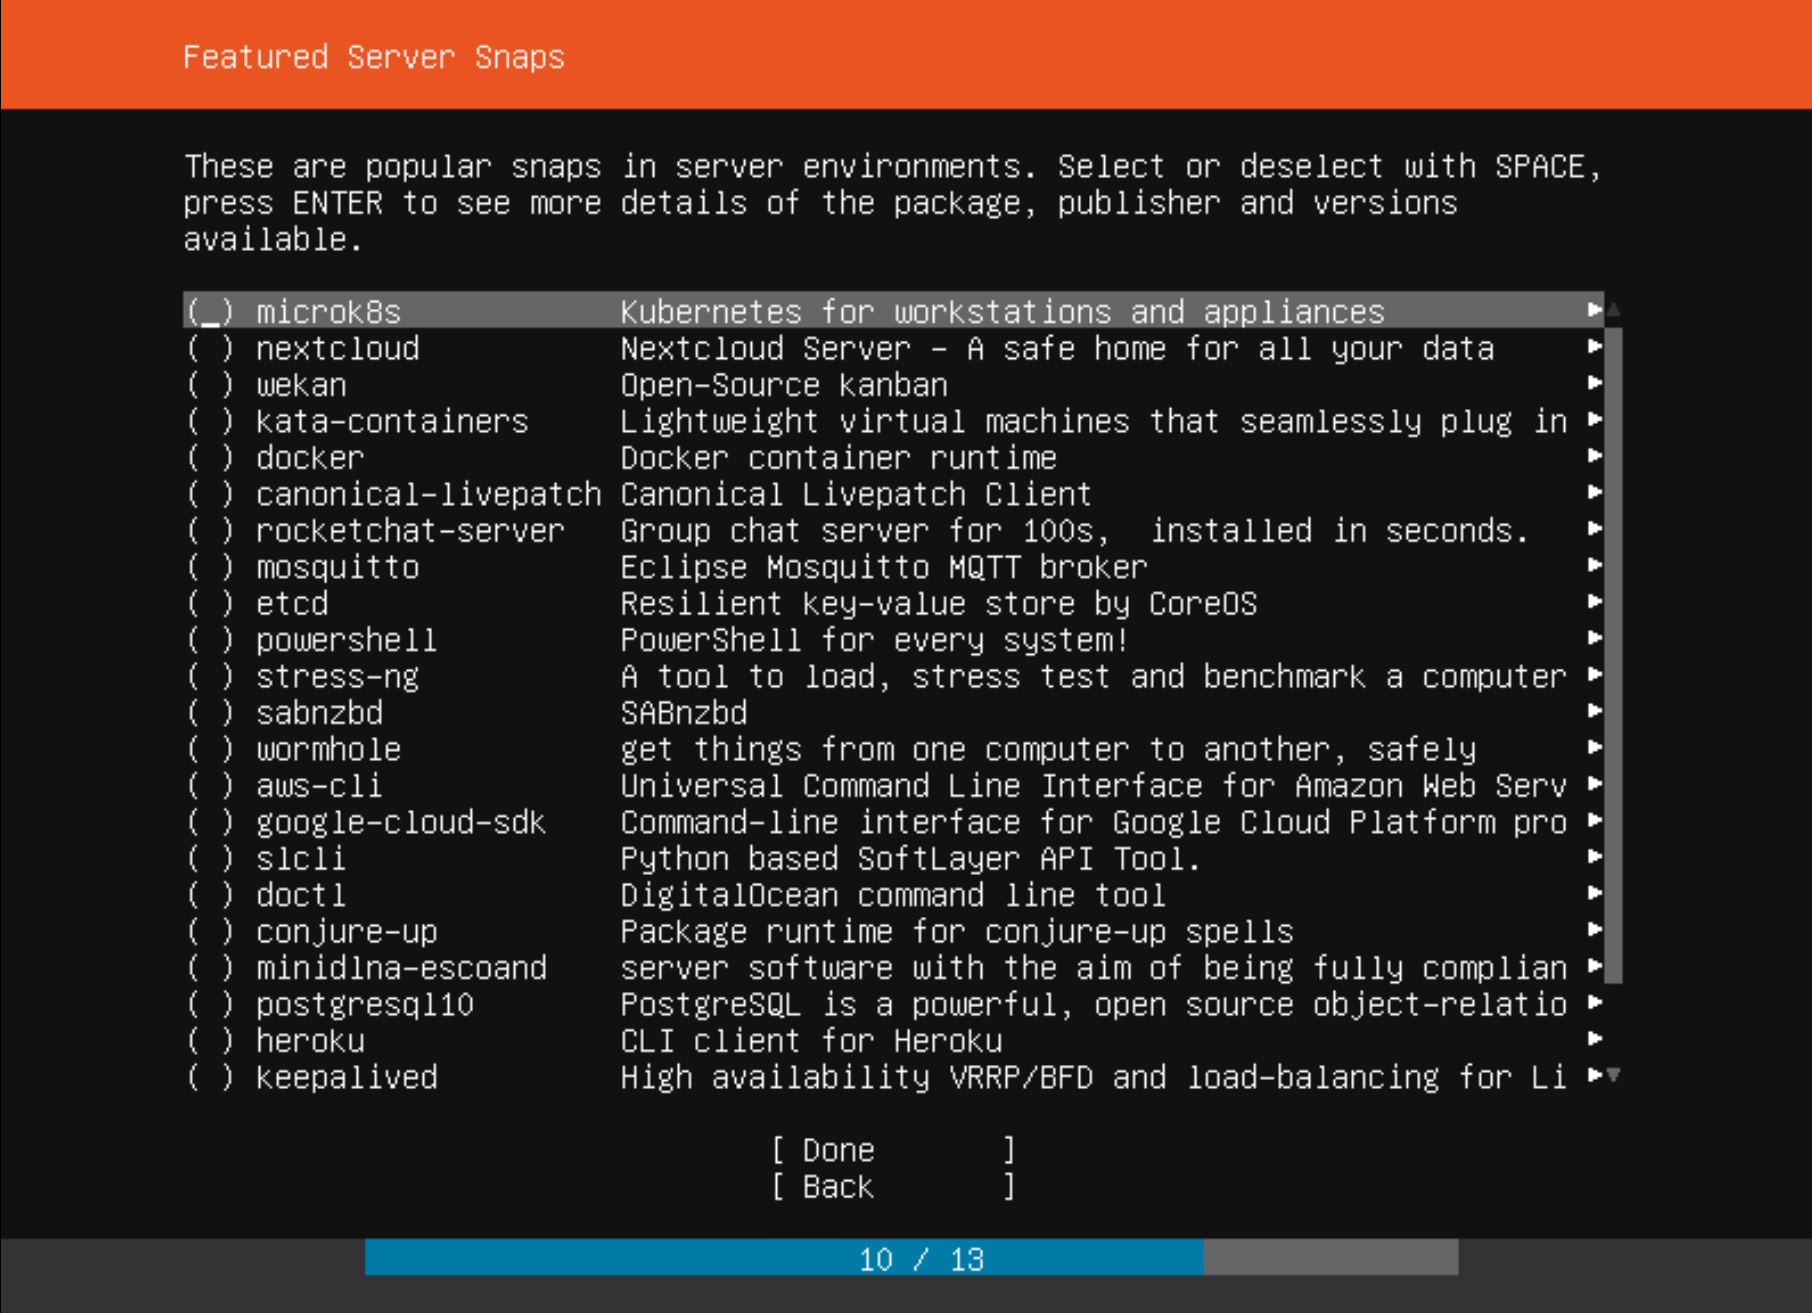 Featured Server Snaps
These are popular snaps in server environments. Select or deselect with SPACE,
press ENTER to see more details of the package, publisher and versions
available.
(_) microk8s Kubernetes for workstations and appliances ▸
( ) nextcloud Nextcloud Server - A safe home for all your data ▸
( ) wekan Open-Source kanban ▸
( ) kata-containers Lightweight virtual machines that seamlessly plug in ▸
( ) docker Docker container runtime ▸
( ) canonical-livepatch Canonical Livepatch Client ▸
( ) rocketchat-server Group chat server for 100s,  installed in seconds. ▸
( ) mosquitto Eclipse Mosquitto MQTT broker ▸
( ) etcd Resilient key-value store by CoreOS ▸
( ) powershell PowerShell for every system! ▸
( ) stress-ng A tool to load, stress test and benchmark a computer ▸
( ) sabnzbd SABnzbd ▸
( ) wormhole get things from one computer to another, safely ▸
( ) aws-cli Universal Command Line Interface for Amazon Web Serv ▸
( ) google-cloud-sdk Command-line interface for Google Cloud Platform pro ▸
( ) slcli Python based SoftLayer API Tool. ▸
( ) doctl DigitalOcean command line tool ▸
( ) conjure-up Package runtime for conjure-up spells ▸
( ) minidlna-escoand server software with the aim of being fully complian ▸
( ) postgresql10 PostgreSQL is a powerful, open source object-relatio ▸
( ) heroku CLI client for Heroku ▸
( ) keepalived High availability VRRP/BFD and load-balancing for Li ▸
[ Done ]
[ Back ]
10 / 13